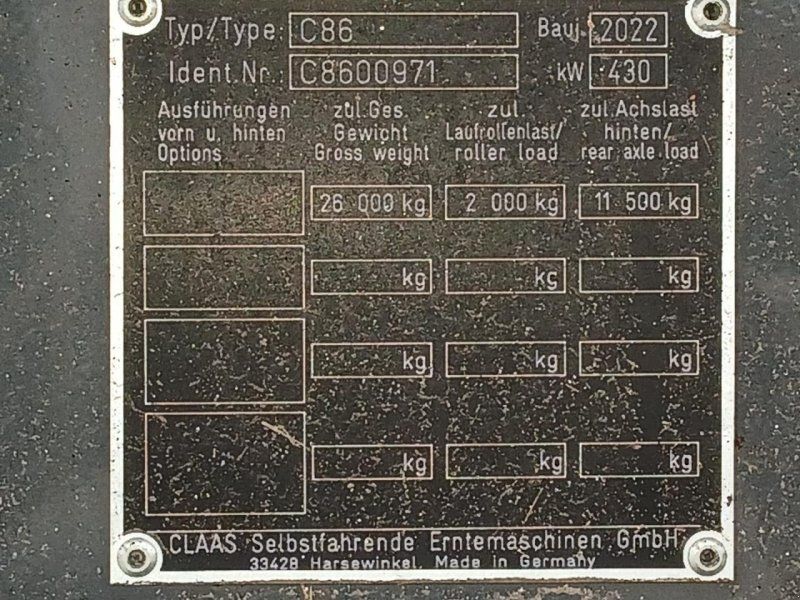 Typ/Type C86 Bauj. 2022
Ident.Nr. C8600971 kW 430
Ausführungen zul.Ges. zul. zul.Achslast
vorn u. hinten Gewicht Laufrollenlast/ hinten/
Options Gross weight roller load rear axle.load
26 000 kg 2 000 kg 11 500 kg
kg kg kg
kg kg kg
kg kg kg
CLAAS Selbstfahrende Erntemaschinen GmbH
33428 Harsewinkel, Made in Germany